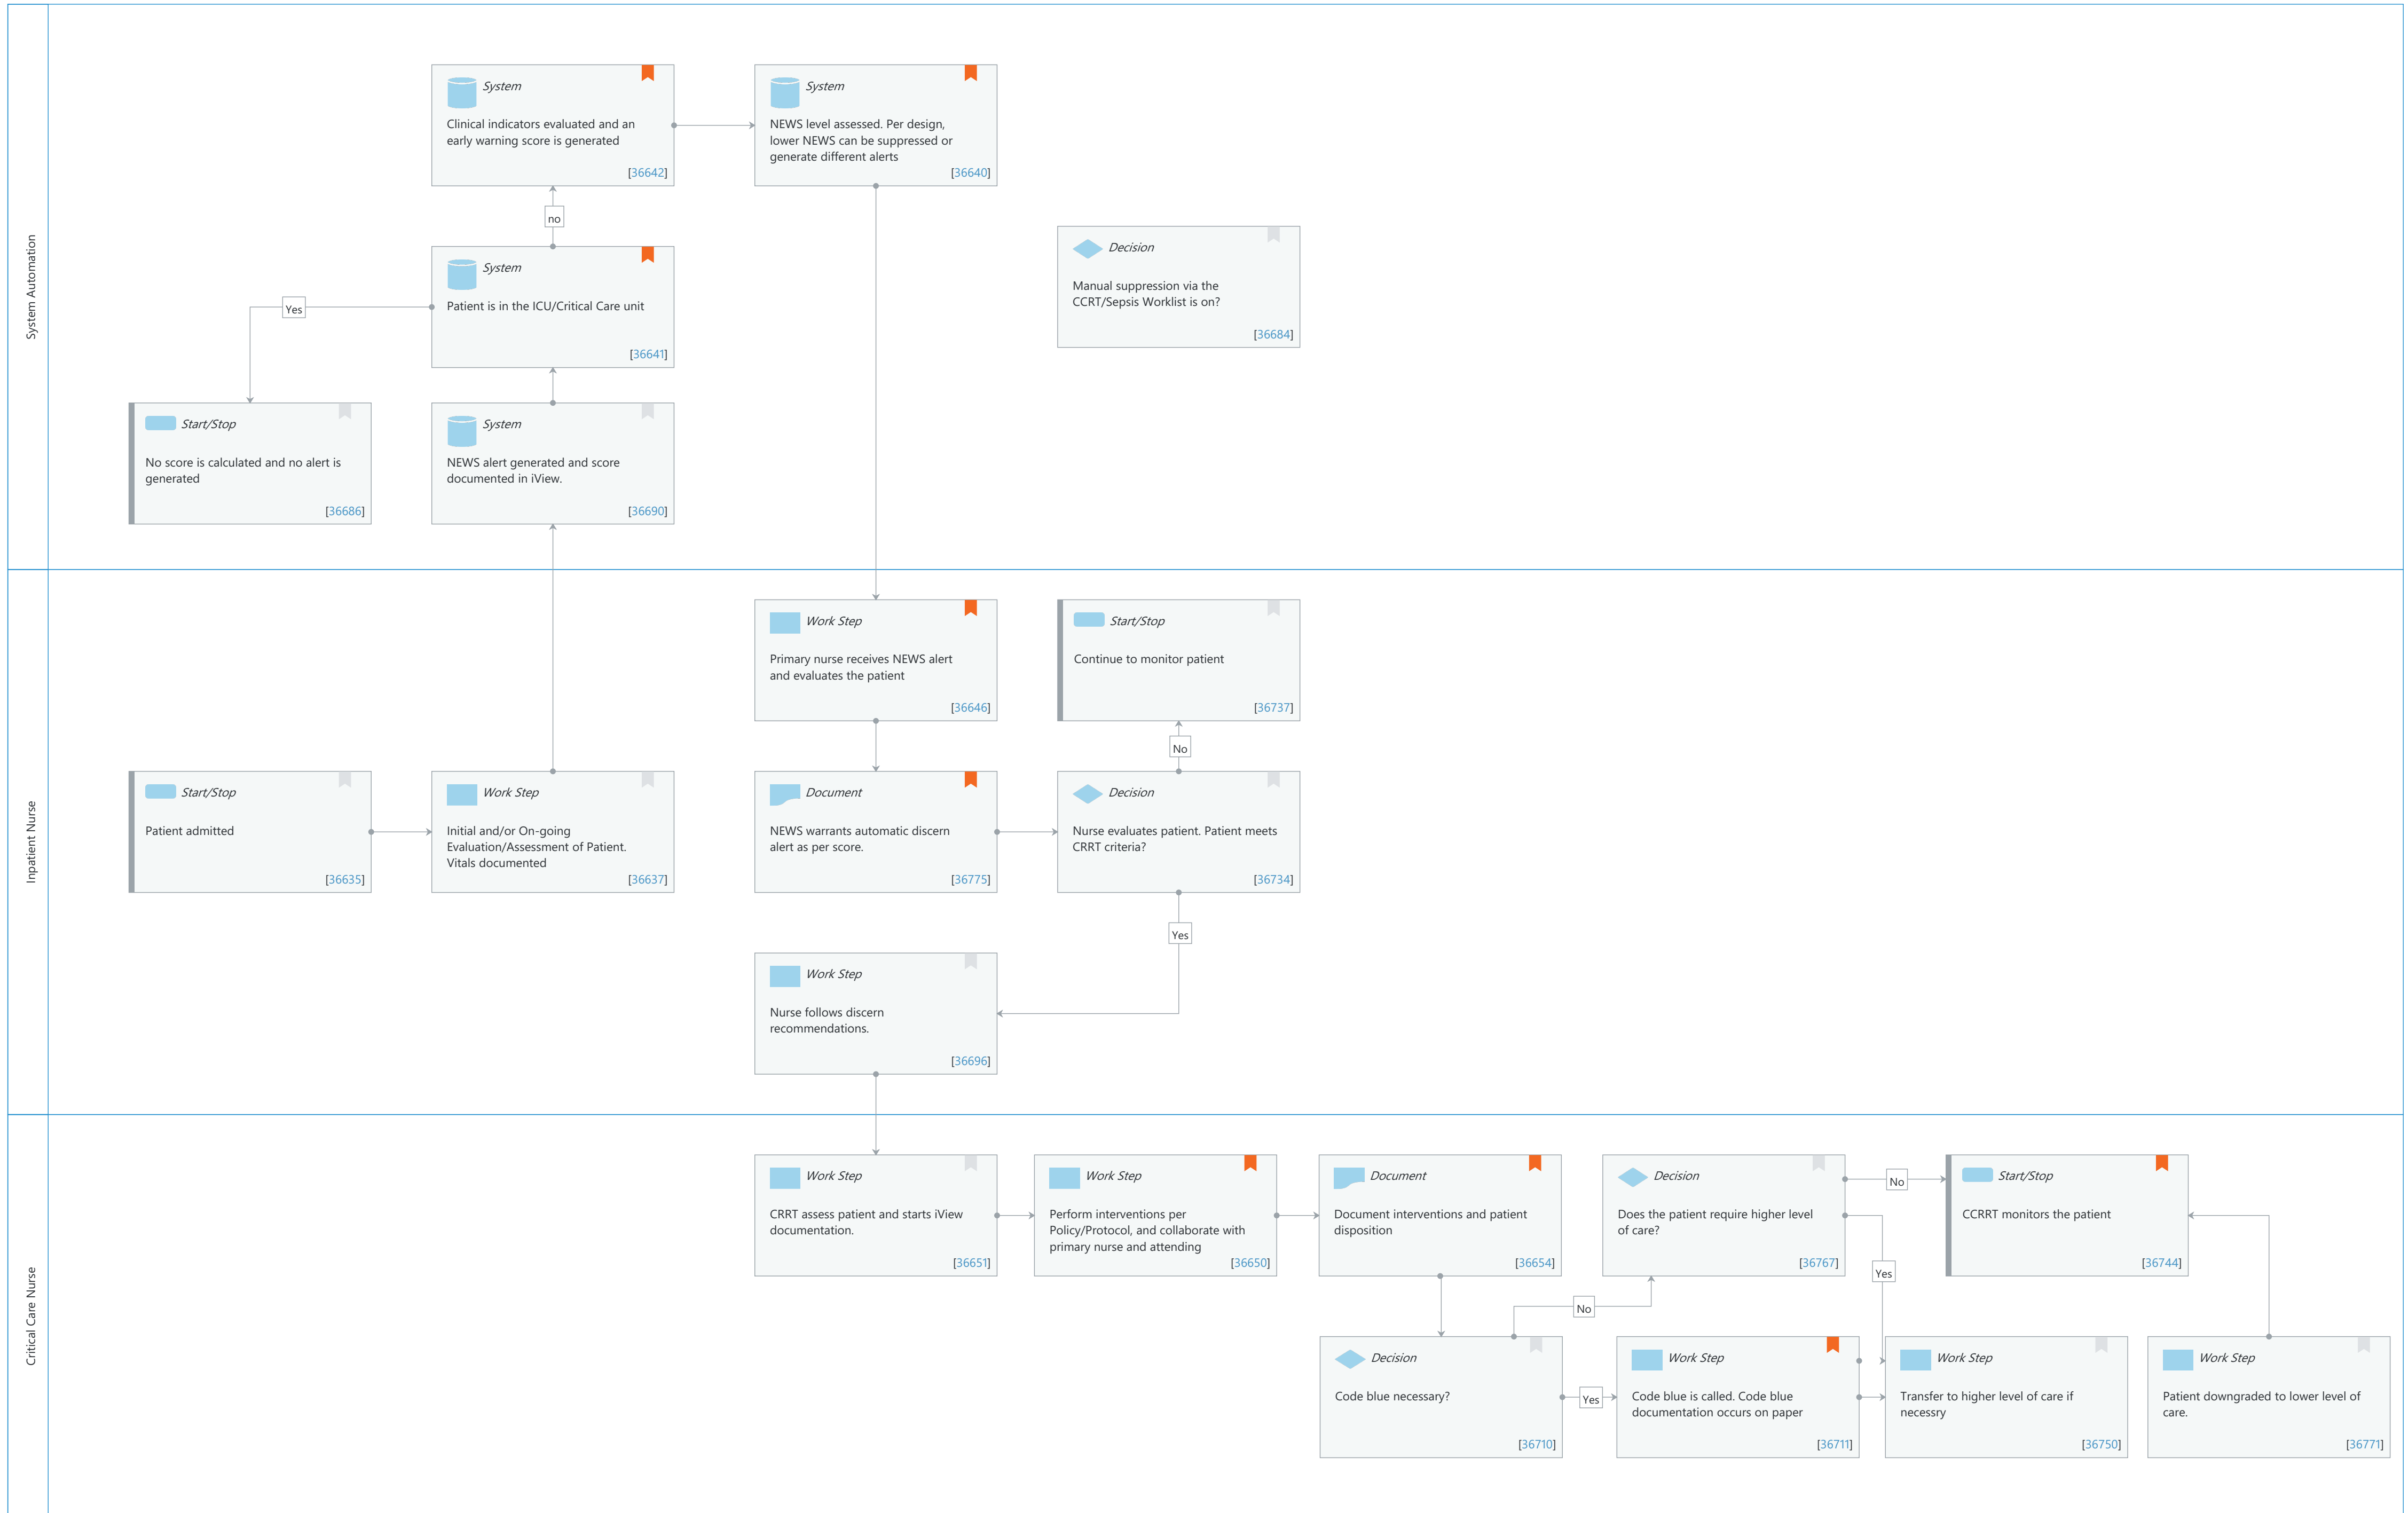 System Automation
System
Clinical indicators evaluated and an
early warning score is generated
[36642]
System
NEWS level assessed. Per design,
lower NEWS can be suppressed or
generate different alerts
[36640]
no
System
Patient is in the ICU/Critical Care unit
[36641]
Yes
Decision
Manual suppression via the
CCRT/Sepsis Worklist is on?
[36684]
Start/Stop
No score is calculated and no alert is
generated
[36686]
System
NEWS alert generated and score
documented in iView.
[36690]
Inpatient Nurse
Work Step
Primary nurse receives NEWS alert
and evaluates the patient
[36646]
Start/Stop
Continue to monitor patient
[36737]
No
Start/Stop
Patient admitted
[36635]
Work Step
Initial and/or On-going
Evaluation/Assessment of Patient.
Vitals documented
[36637]
Document
NEWS warrants automatic discern
alert as per score.
[36775]
Decision
Nurse evaluates patient. Patient meets
CRRT criteria?
[36734]
Yes
Work Step
Nurse follows discern
recommendations.
[36696]
Critical Care Nurse
Work Step
CRRT assess patient and starts iView
documentation.
[36651]
Work Step
Perform interventions per
Policy/Protocol, and collaborate with
primary nurse and attending
[36650]
Document
Document interventions and patient
disposition
[36654]
Decision
Does the patient require higher level
of care?
[36767]
No
Start/Stop
CCRRT monitors the patient
[36744]
Yes
No
Decision
Code blue necessary?
[36710]
Yes
Work Step
Code blue is called. Code blue
documentation occurs on paper
[36711]
Work Step
Transfer to higher level of care if
necessry
[36750]
Work Step
Patient downgraded to lower level of
care.
[36771]